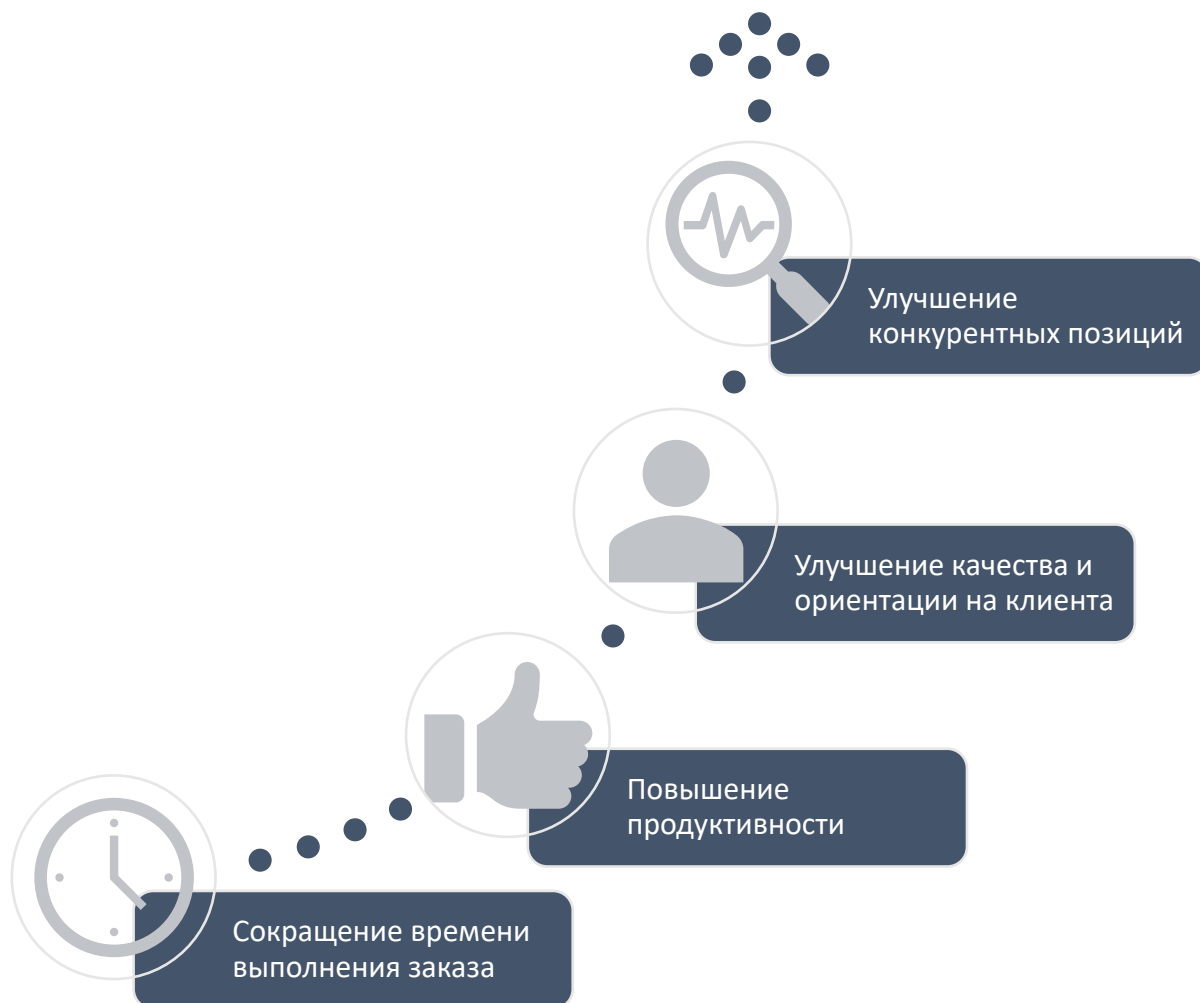 Улучшение
конкурентных позиций
Улучшение качества и
ориентации на клиента
Повышение
продуктивности
Сокращение времени
выполнения заказа